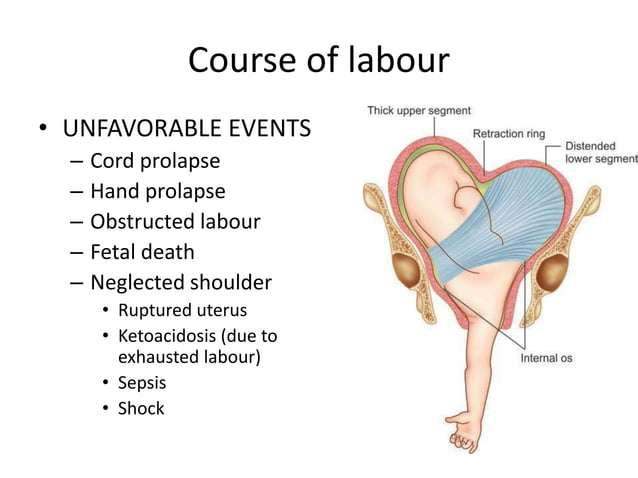 Course of labour
• UNFAVORABLE EVENTS
– Cord prolapse
– Hand prolapse
– Obstructed labour
– Fetal death
– Neglected shoulder
• Ruptured uterus
• Ketoacidosis (due to
exhausted labour)
• Sepsis
• Shock
Thick upper segment
Retraction ring
Distended
lower segment
Internal os